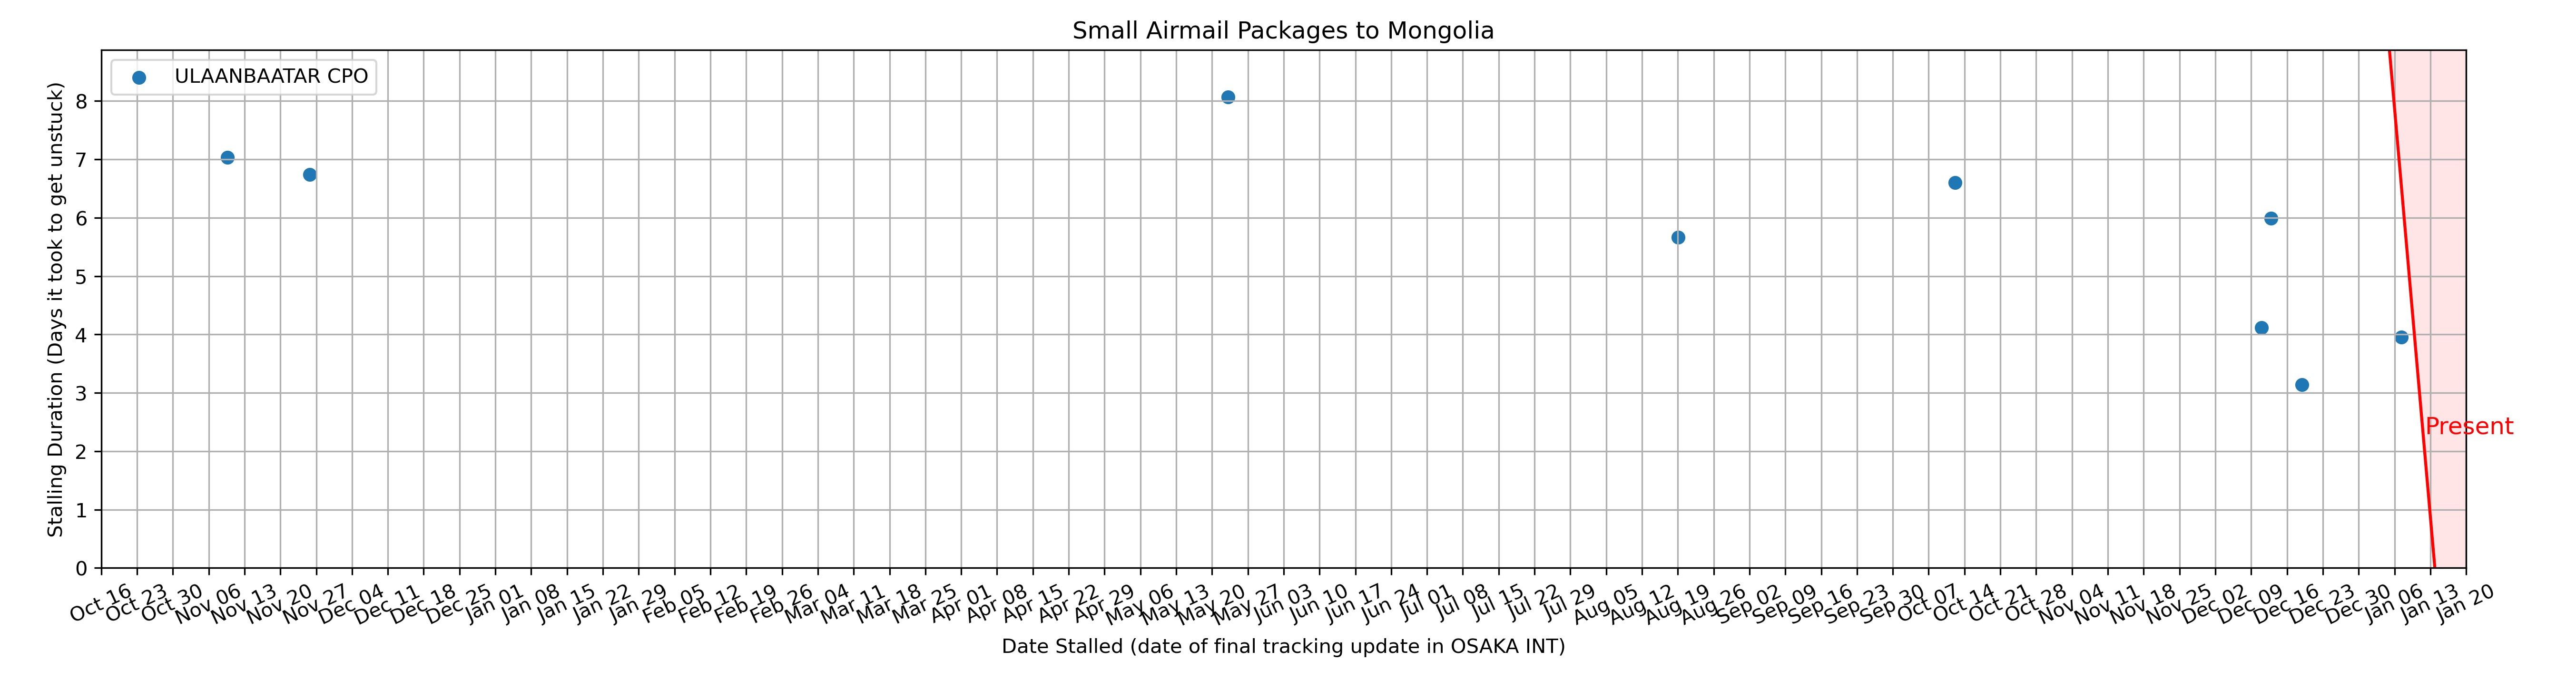 Small Airmail Packages to Mongolia
ULAANBAATAR CPO
Stalling Duration (Days it took to get unstuck)
8
7
6
5
4
3
2
1
0
Present
Oct 16
Oct 23
Oct 30
Nov 06
Nov 13
Nov 20
Nov 27
Dec 04
Dec 11
Dec 18
Dec 25
Jan 01
Jan 08
Jan 15
Jan 22
Jan 29
Feb 05
Feb 12
Feb 19
Feb 26
Mar 04
Mar 11
Mar 18
Mar 25
Apr 01
Apr 08
Apr 15
Apr 22
Apr 29
May 06
May 13
May 20
May 27
Jun 03
Jun 10
Jun 17
Jun 24
Jul 01
Jul 08
Jul 15
Jul 22
Jul 29
Aug 05
Aug 12
Aug 19
Aug 26
Sep 02
Sep 09
Sep 16
Sep 23
Sep 30
Oct 07
Oct 14
Oct 21
Oct 28
Nov 04
Nov 11
Nov 18
Nov 25
Dec 02
Dec 09
Dec 16
Dec 23
Dec 30
Jan 06
Jan 13
Jan 20
Date Stalled (date of final tracking update in OSAKA INT)